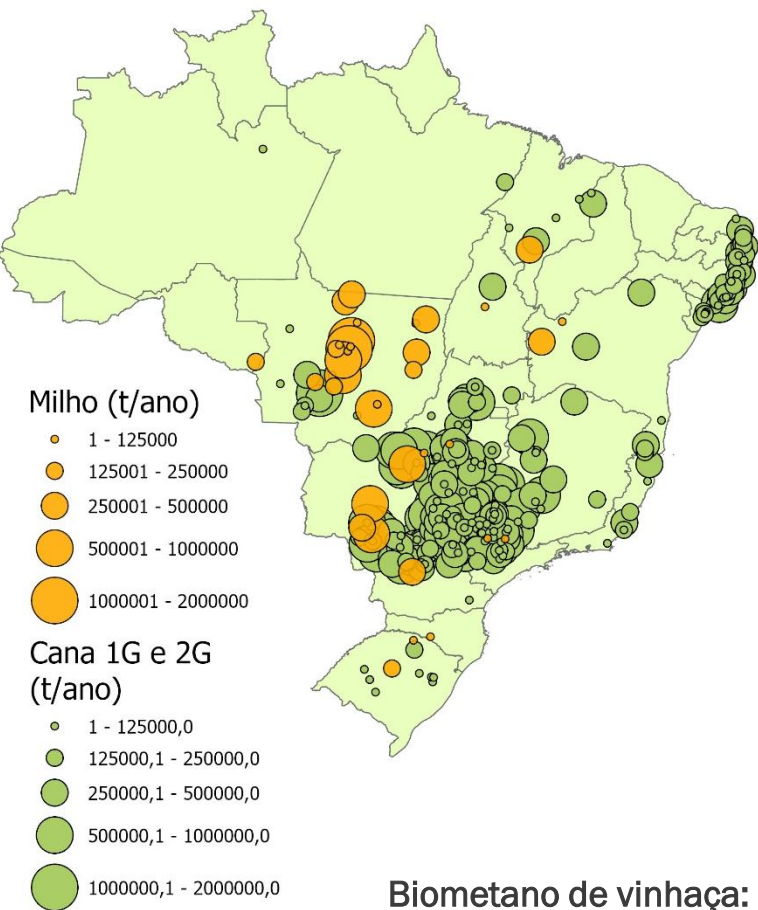 Milho (t/ano)
1 - 125000
125001 - 250000
250001 - 500000
500001 - 1000000
1000001 - 2000000
Cana 1G e 2G
(t/ano)
1 - 125000,0
125000,1 - 250000,0
250000,1 - 500000,0
500000,1 - 1000000,0
1000000,1 - 2000000,0
Biometano de vinhaça: